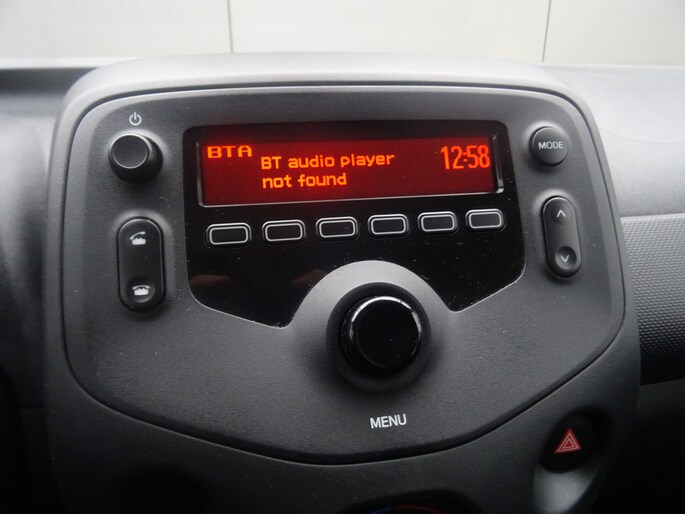 BTA
BT audio player
not found
12:58
MODE
MENU